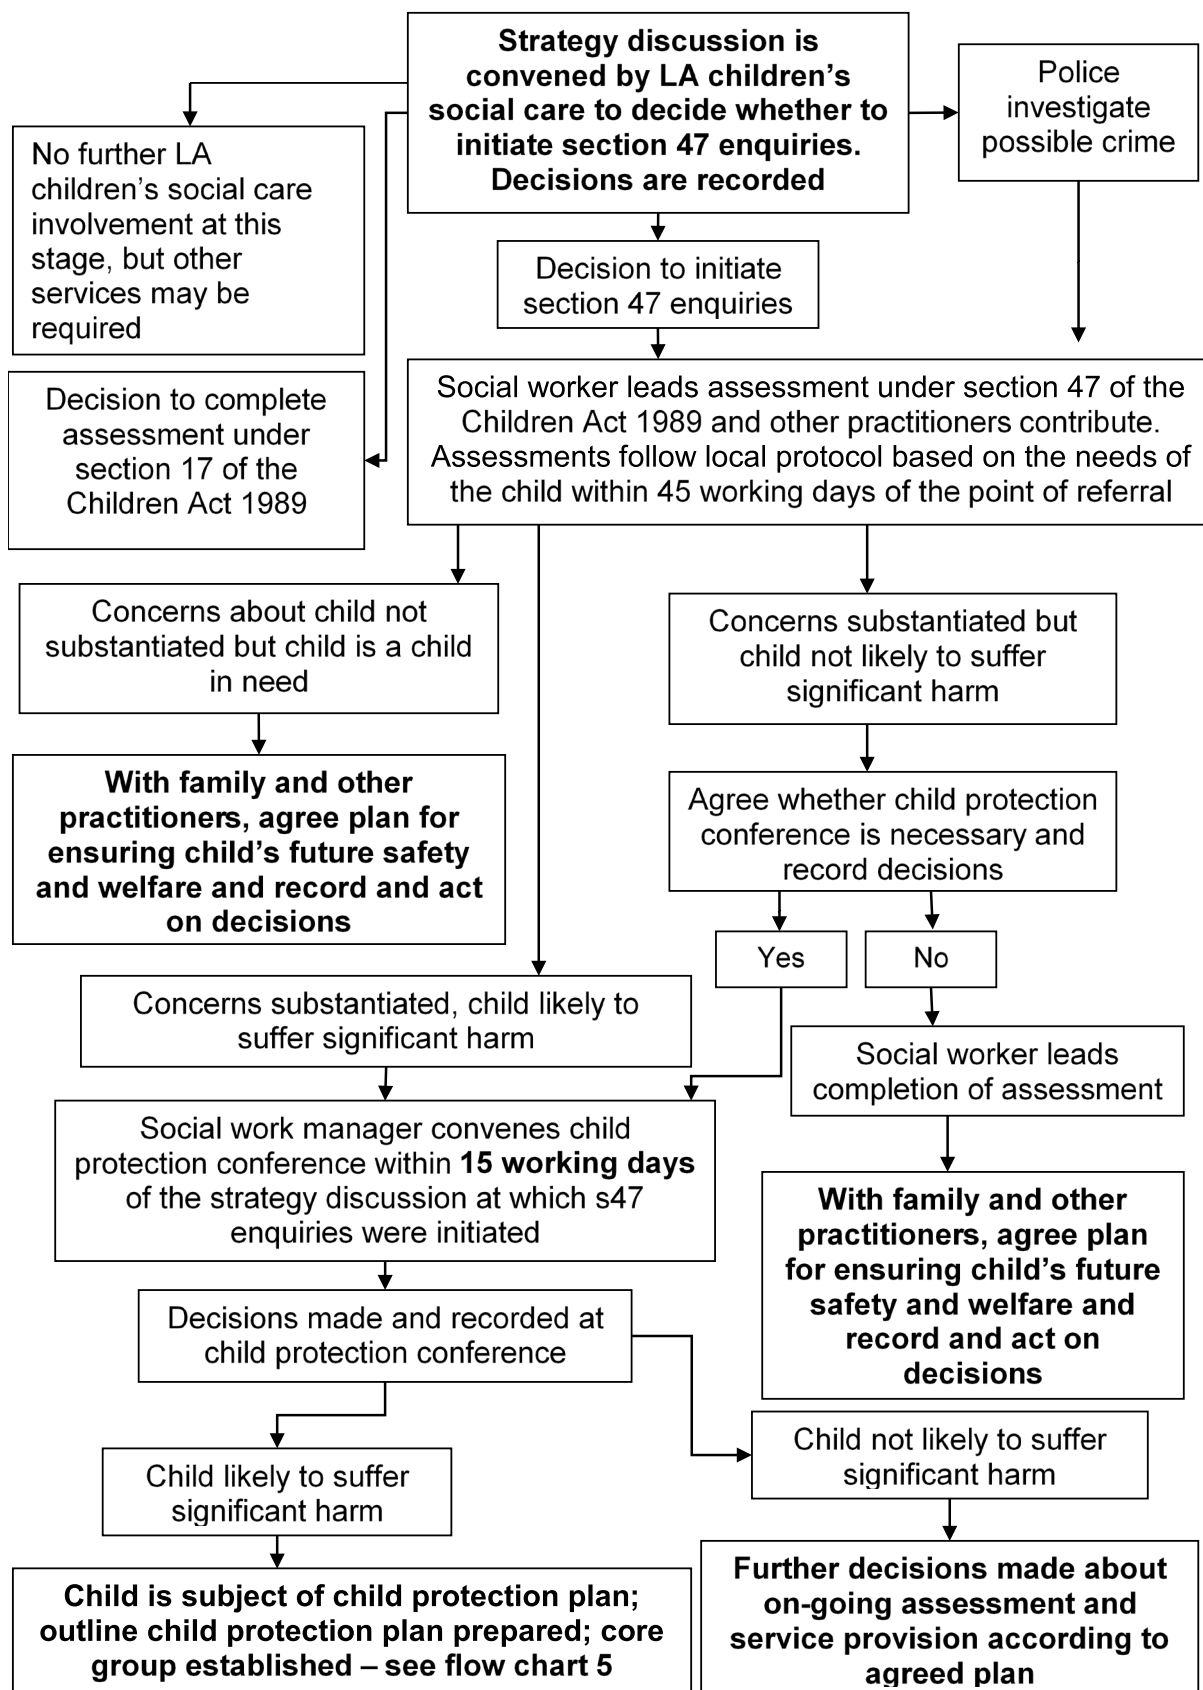 Strategy discussion is
convened by LA children’s
social care to decide whether to
initiate section 47 enquiries.
Decisions are recorded
Police
investigate
possible crime
No further LA
children’s social care
involvement at this
stage, but other
services may be
required
Decision to initiate
section 47 enquiries
Decision to complete
assessment under
section 17 of the
Children Act 1989
Social worker leads assessment under section 47 of the
Children Act 1989 and other practitioners contribute.
Assessments follow local protocol based on the needs of
the child within 45 working days of the point of referral
Concerns about child not
substantiated but child is a child
in need
Concerns substantiated but
child not likely to suffer
significant harm
With family and other
practitioners, agree plan for
ensuring child’s future safety
and welfare and record and act
on decisions
Agree whether child protection
conference is necessary and
record decisions
Yes
No
Concerns substantiated, child likely to
suffer significant harm
Social worker leads
completion of assessment
Social work manager convenes child
protection conference within 15 working days
of the strategy discussion at which s47
enquiries were initiated
With family and other
practitioners, agree plan
for ensuring child’s future
safety and welfare and
record and act on
decisions
Decisions made and recorded at
child protection conference
Child not likely to suffer
significant harm
Child likely to suffer
significant harm
Further decisions made about
on-going assessment and
service provision according to
agreed plan
Child is subject of child protection plan;
outline child protection plan prepared; core
group established – see flow chart 5